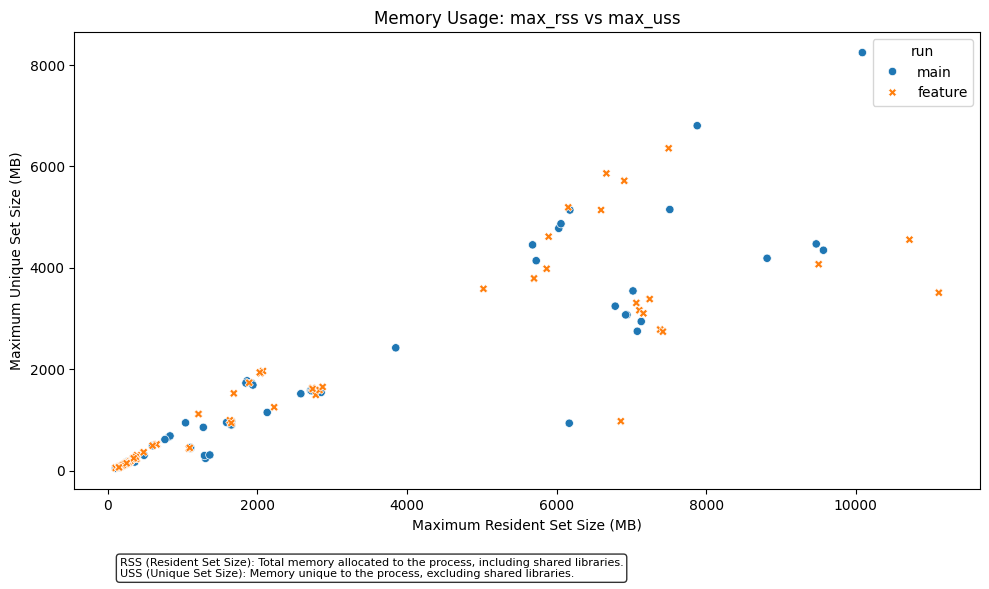 Memory Usage: max_rss vs max_uss
run
main
feature
Maximum Unique Set Size (MB)
8000
6000
4000
2000
0
0 2000 4000 6000 8000 10000
Maximum Resident Set Size (MB)
RSS (Resident Set Size): Total memory allocated to the process, including shared libraries.
USS (Unique Set Size): Memory unique to the process, excluding shared libraries.